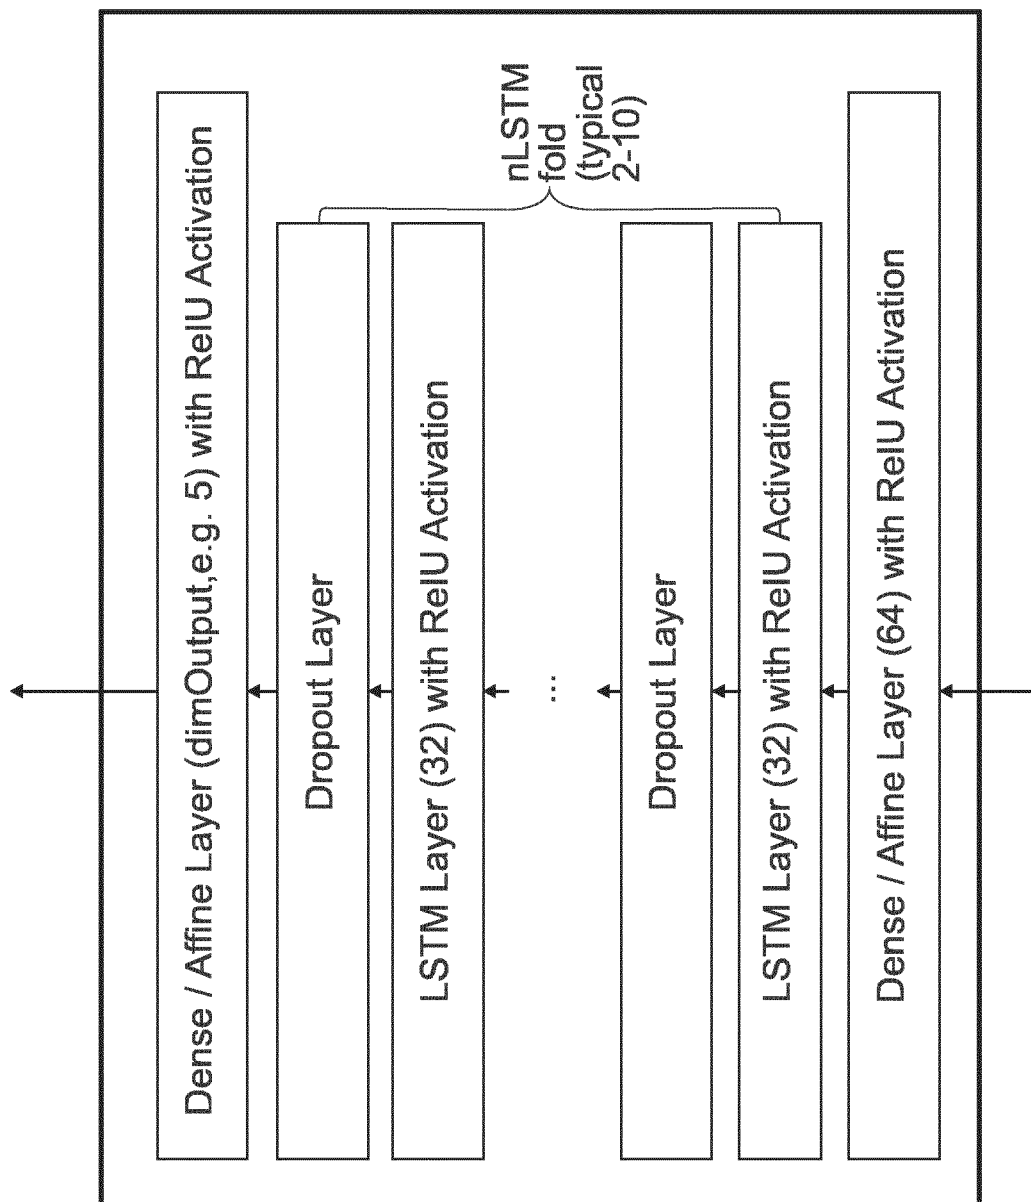 Dense / Affine Layer (dimOutput,e.g. 5) with RelU Activation
Dropout Layer
LSTM Layer (32) with RelU Activation
...
Dropout Layer
LSTM Layer (32) with RelU Activation
Dense / Affine Layer (64) with RelU Activation
nLSTM
fold
(typical
2-10)